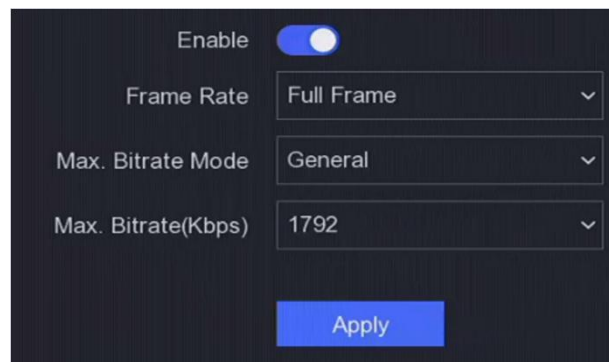 Enable
Frame Rate Full Frame
Max. Bitrate Mode General
Max. Bitrate(Kbps) 1792
Apply